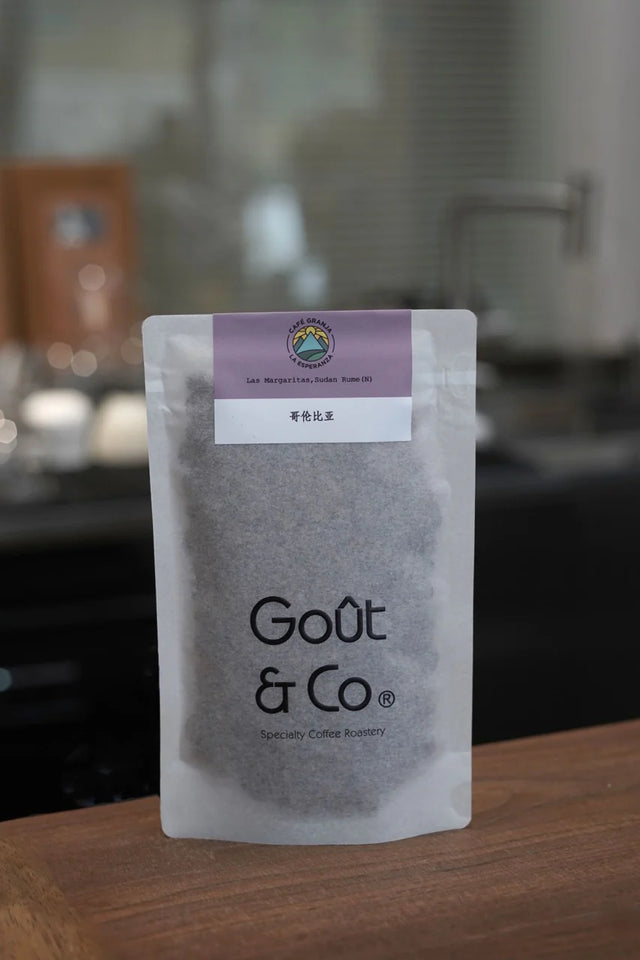 CAFÉ GRANJA
LA ESPERANZA
Las Margaritas,Sudan Rume(N)
哥伦比亚
Goût
& Co®
Specialty Coffee Roastery